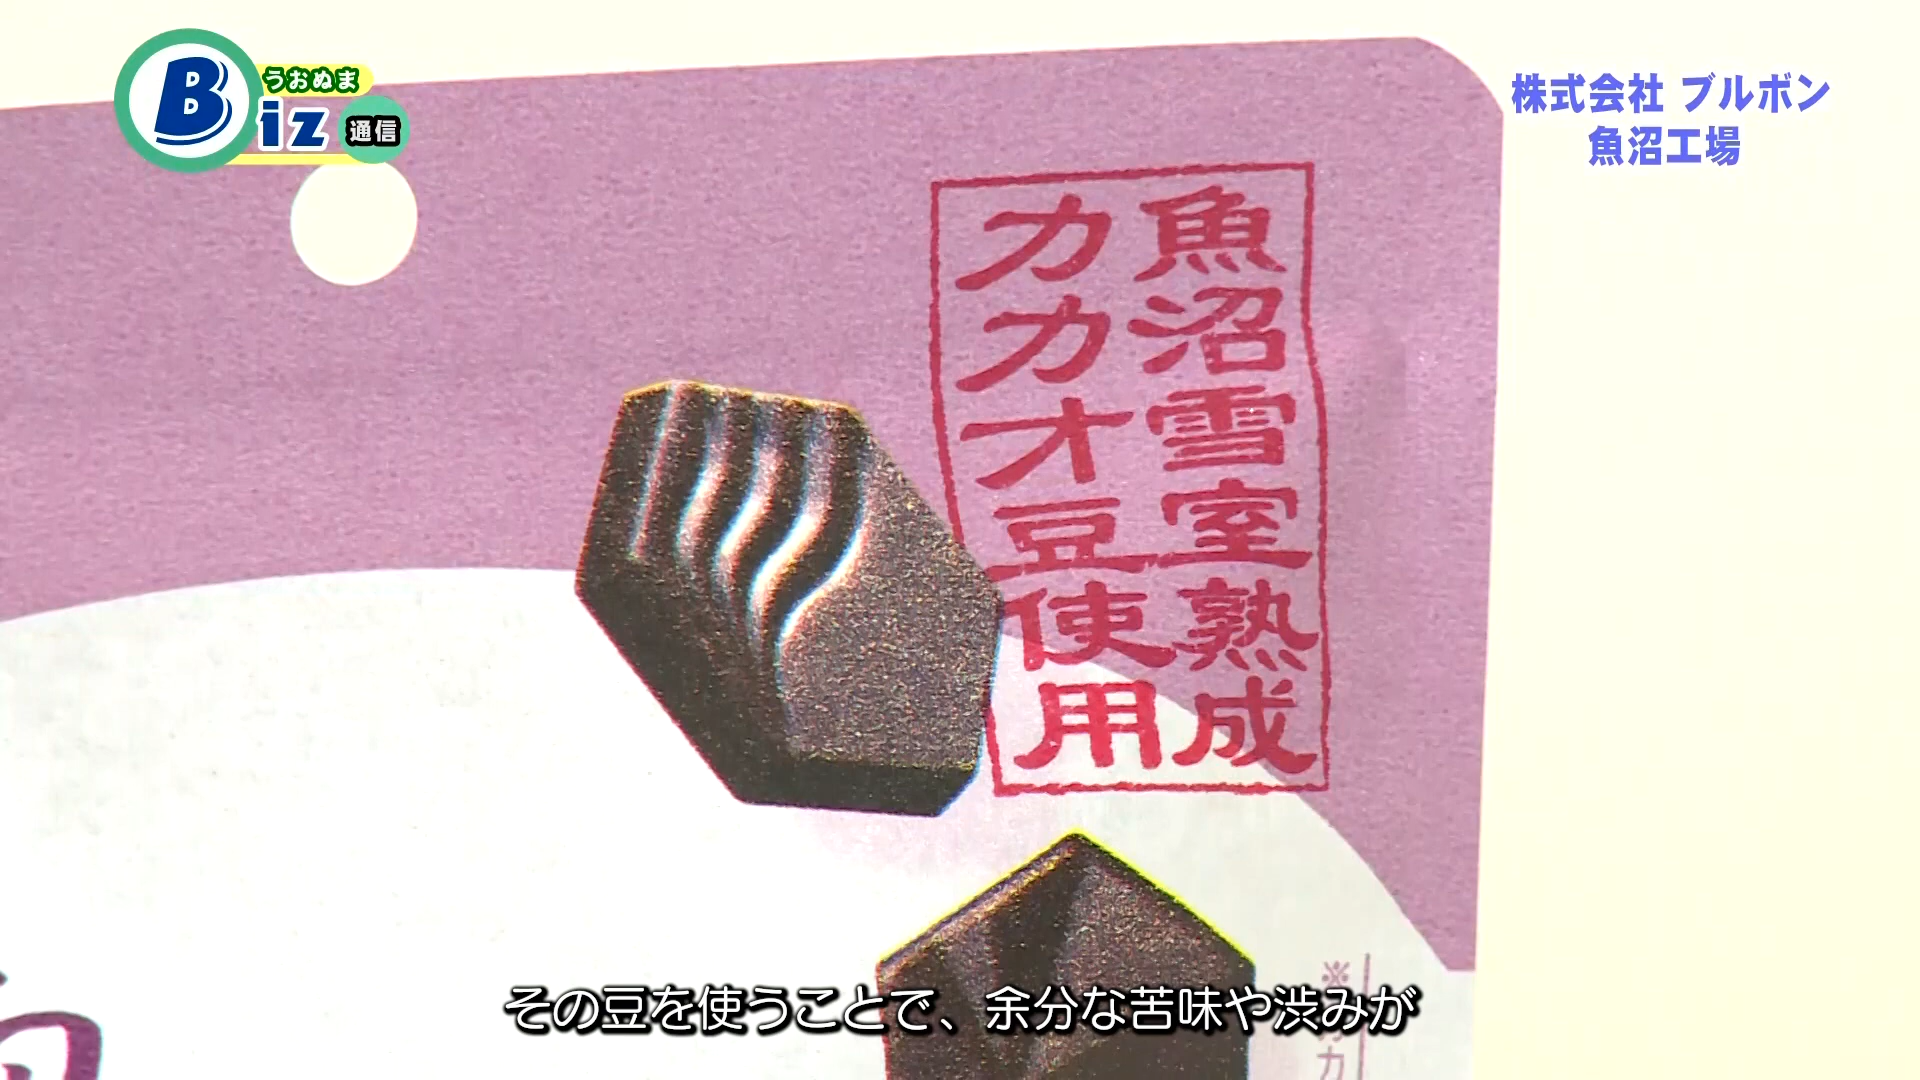 うおぬま
Biz 通信
株式会社 ブルボン
魚沼工場
魚沼雪室熟成
カカオ豆使用
その豆を使うことで、余分な苦味や渋みが